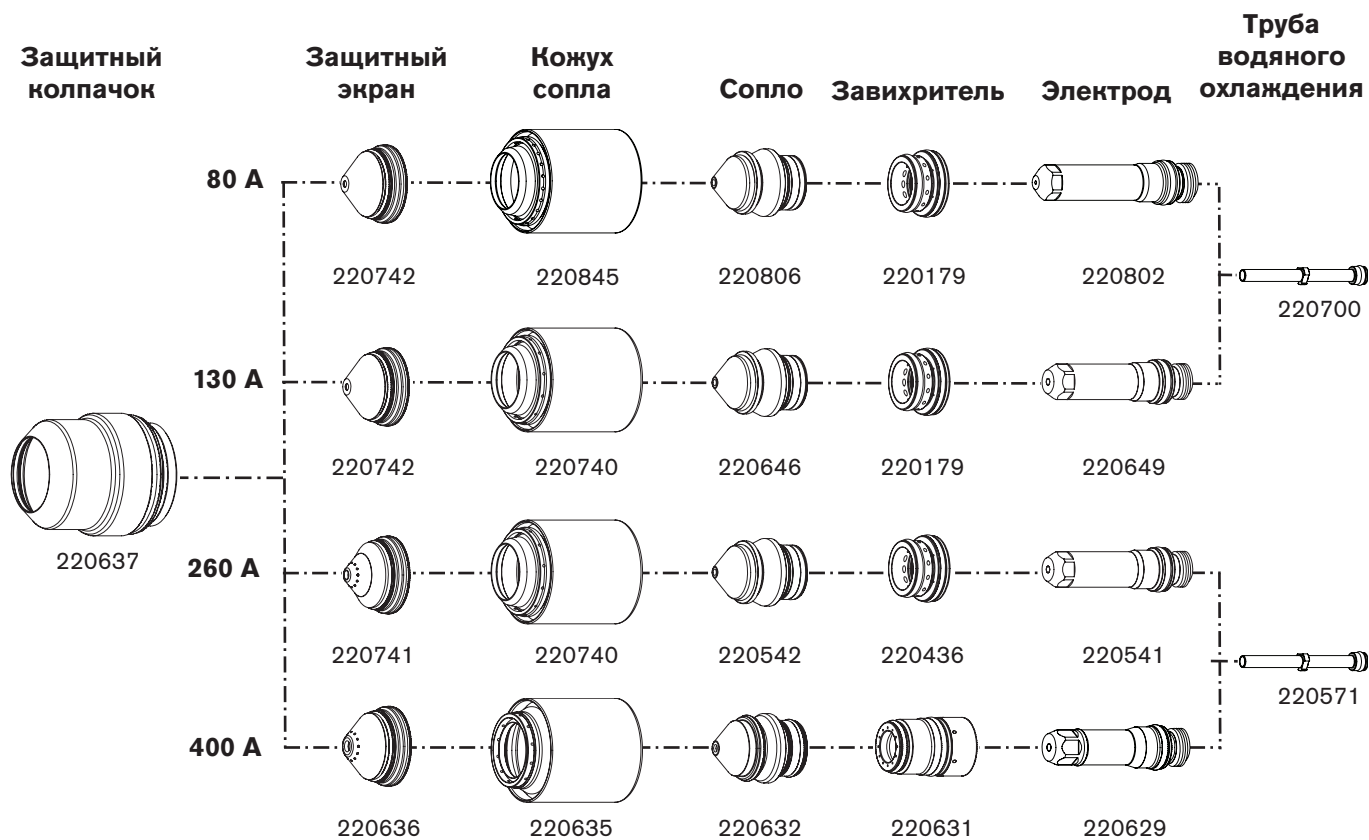 Защитный
колпачок
Защитный
экран
Кожух
сопла
Сопло
Завихритель
Электрод
Труба
водяного
охлаждения
80 А
220742
220845
220806
220179
220802
220700
130 А
220742
220740
220646
220179
220649
220637
260 А
220741
220740
220542
220436
220541
220571
400 А
220636
220635
220632
220631
220629